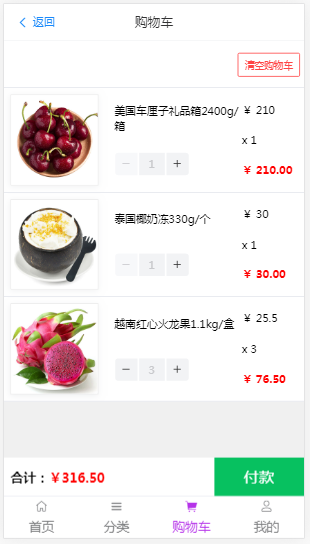 返回
购物车
清空购物车
美国车厘子礼品箱2400g/
箱
¥ 210
x 1
− 1 +
¥ 210.00
泰国椰奶冻330g/个
¥ 30
x 1
− 1 +
¥ 30.00
越南红心火龙果1.1kg/盒
¥ 25.5
x 3
− 3 +
¥ 76.50
合计：¥316.50
付款
首页
分类
购物车
我的